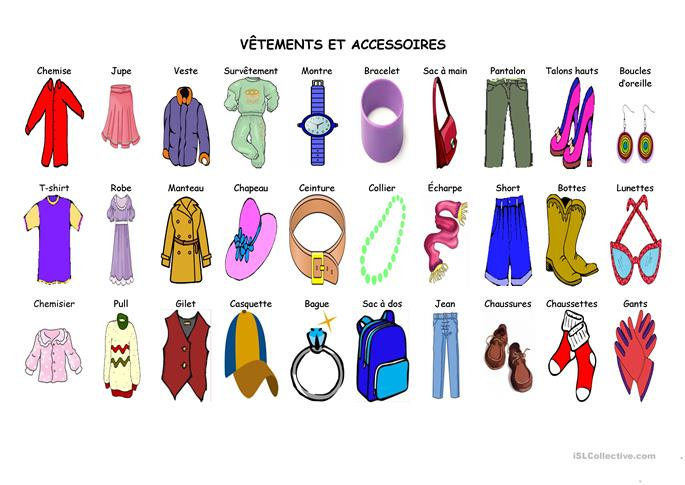 VÊTEMENTS ET ACCESSOIRES
Chemise Jupe Veste Survêtement Montre Bracelet Sac à main Pantalon Talons hauts Boucles
d'oreille
T-shirt Robe Manteau Chapeau Ceinture Collier Écharpe Short Bottes Lunettes
Chemisier Pull Gilet Casquette Bague Sac à dos Jean Chaussures Chaussettes Gants
iSLCollective.com